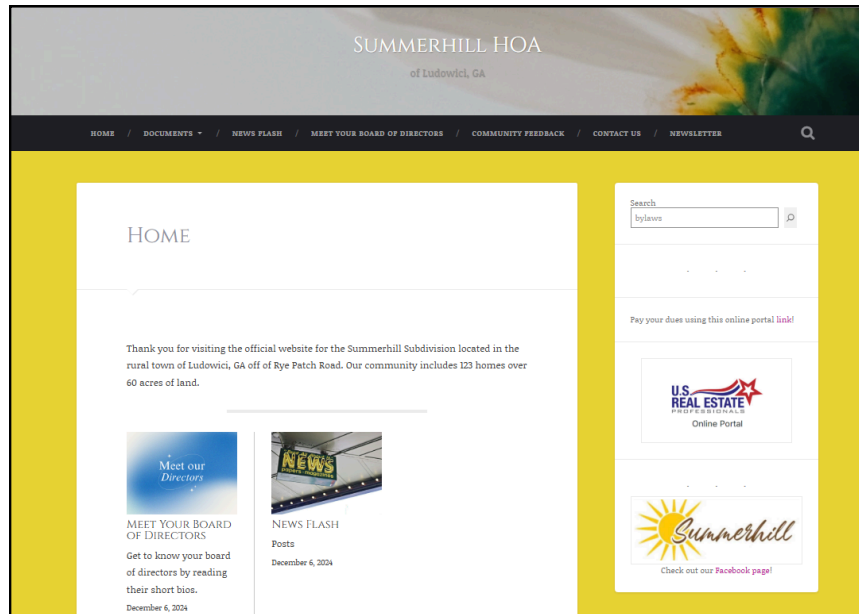 Summerhill HOA
of Ludowici, GA
HOME / DOCUMENTS / NEWS FLASH / MEET YOUR BOARD OF DIRECTORS / COMMUNITY FEEDBACK / CONTACT US / NEWSLETTER
Home
Thank you for visiting the official website for the Summerhill Subdivision located in the
rural town of Ludowici, GA off of Rye Patch Road. Our community includes 123 homes over
60 acres of land.
Meet our
Directors
Meet Your Board
of Directors
Get to know your board
of directors by reading
their short bios.
December 6, 2024
NEWS
papers-magazines
News Flash
Posts
December 6, 2024
Search
bylaws
Pay your dues using this online portal link!
U.S.
REAL ESTATE
PROFESSIONALS
Online Portal
Summerhill
Check out our Facebook page!